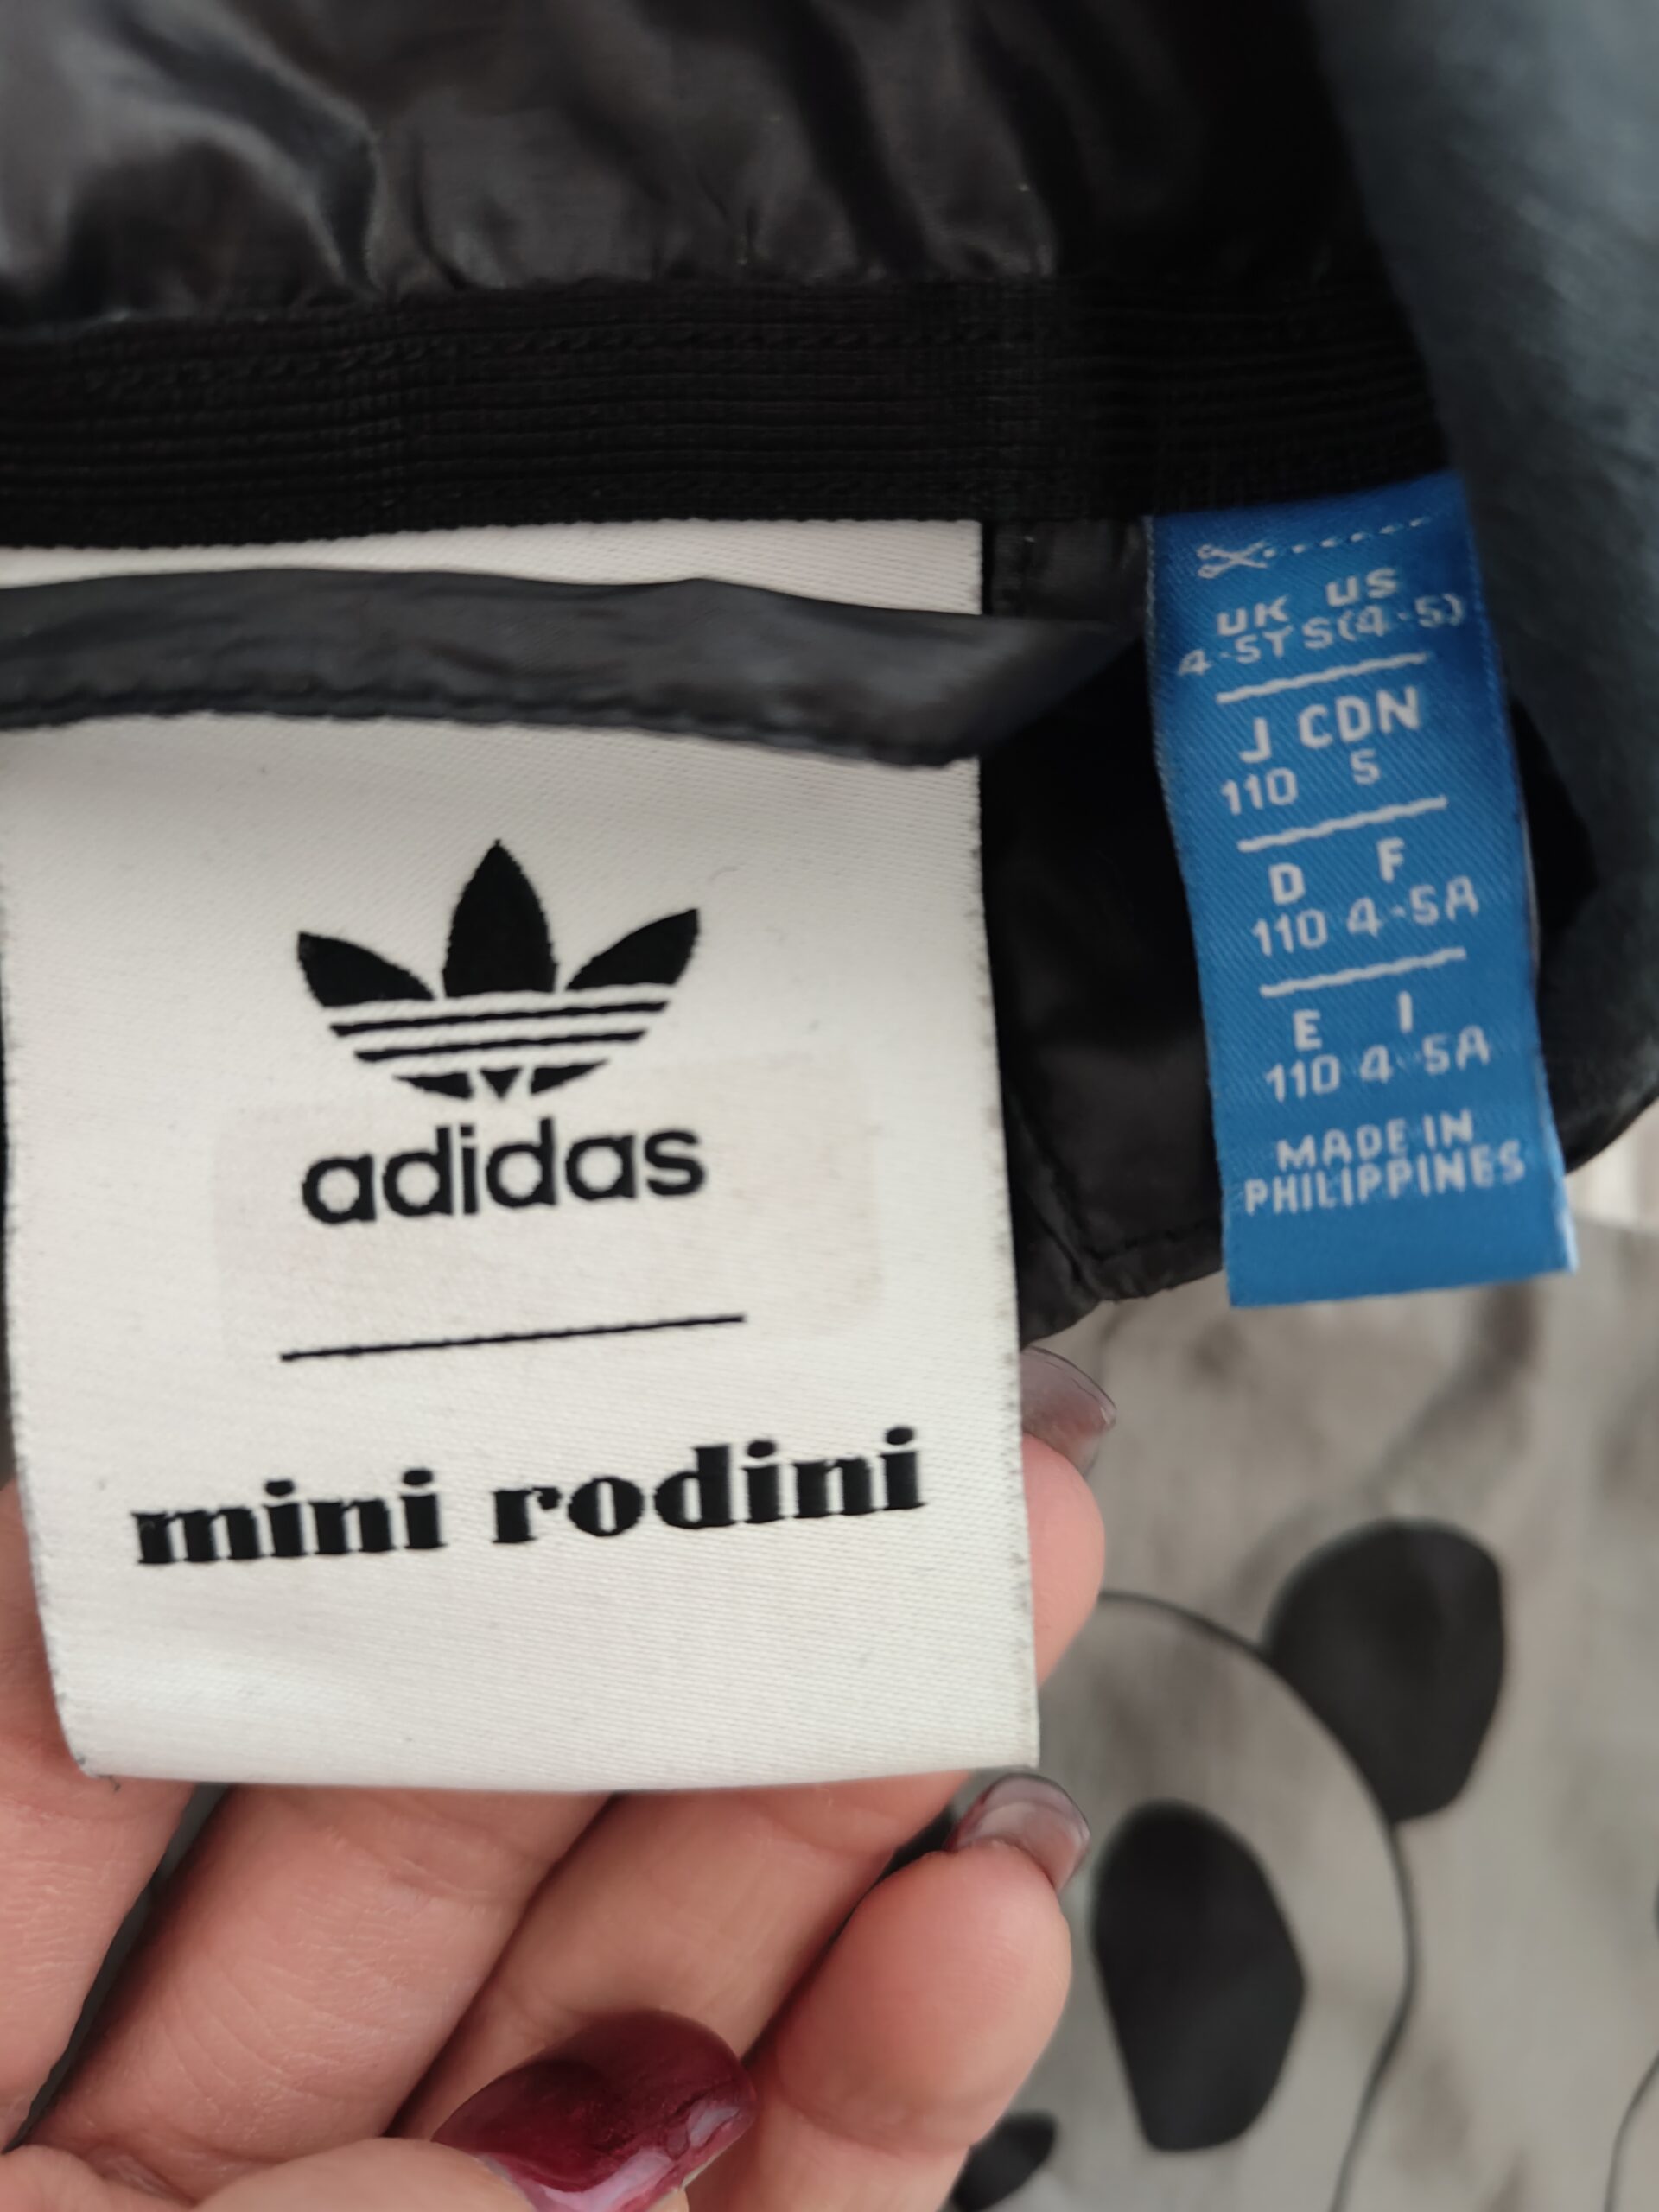 adidas
mini rodini
UK US
4-5T S(4-5)
J CDN
110 5
D F
110 4-5A
E I
110 4-5A
MADE IN
PHILIPPINES